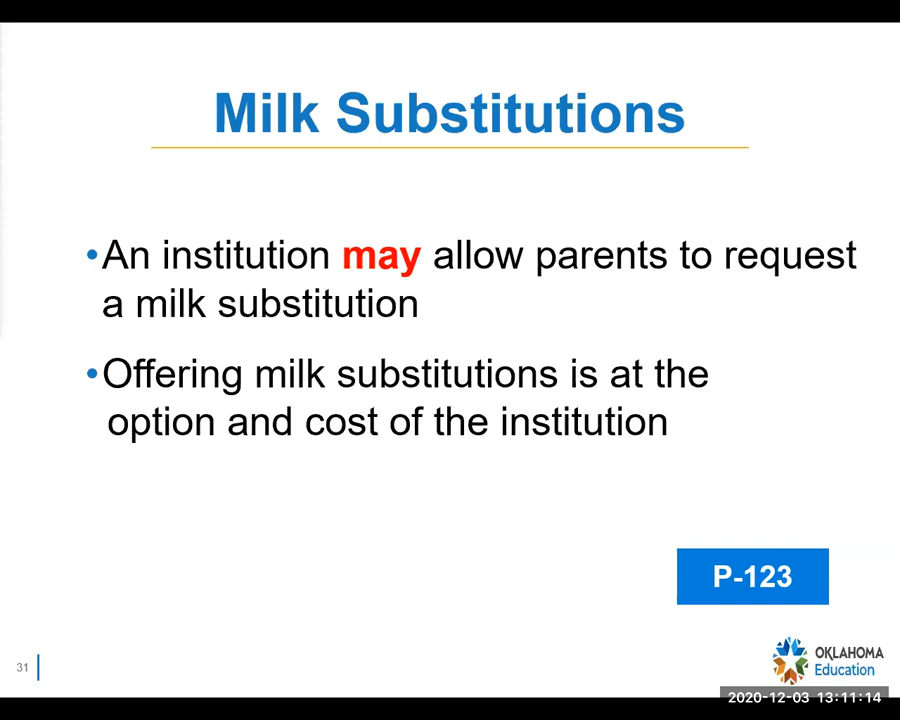 Milk Substitutions
•An institution may allow parents to request
a milk substitution
•Offering milk substitutions is at the
option and cost of the institution
P-123
31
OKLAHOMA
Education
2020-12-03 13:11:14